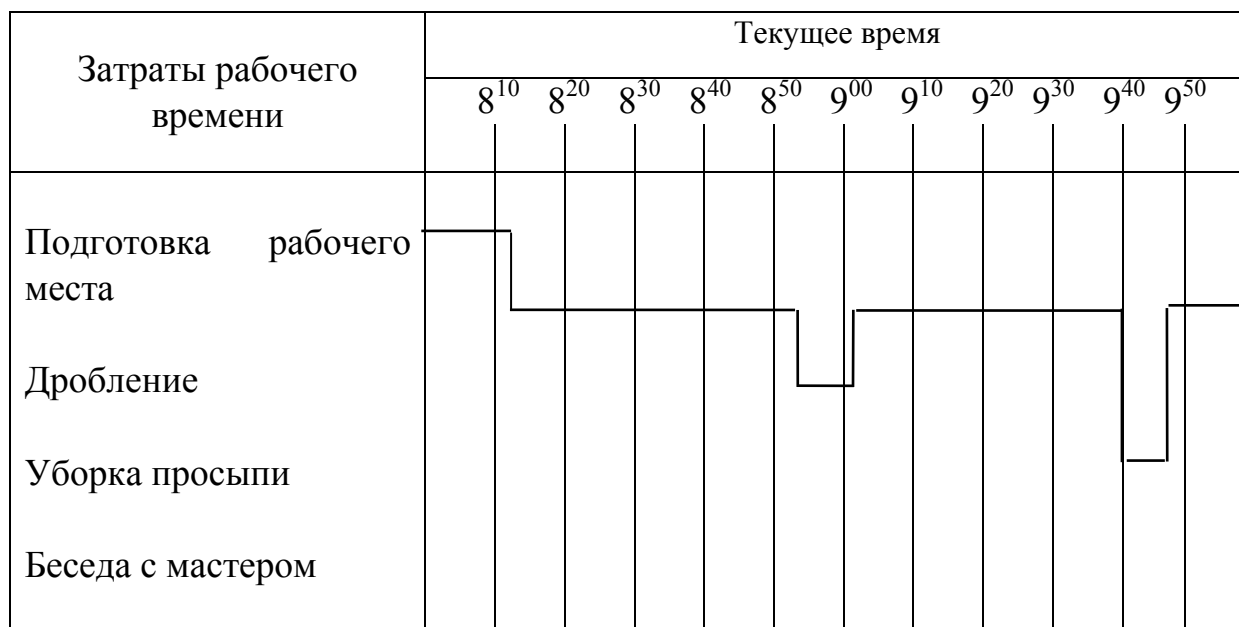 Затраты рабочего
времени
Текущее время
8¹⁰ 8²⁰ 8³⁰ 8⁴⁰ 8⁵⁰ 9⁰⁰ 9¹⁰ 9²⁰ 9³⁰ 9⁴⁰ 9⁵⁰
Подготовка рабочего
места
Дробление
Уборка просыпи
Беседа с мастером